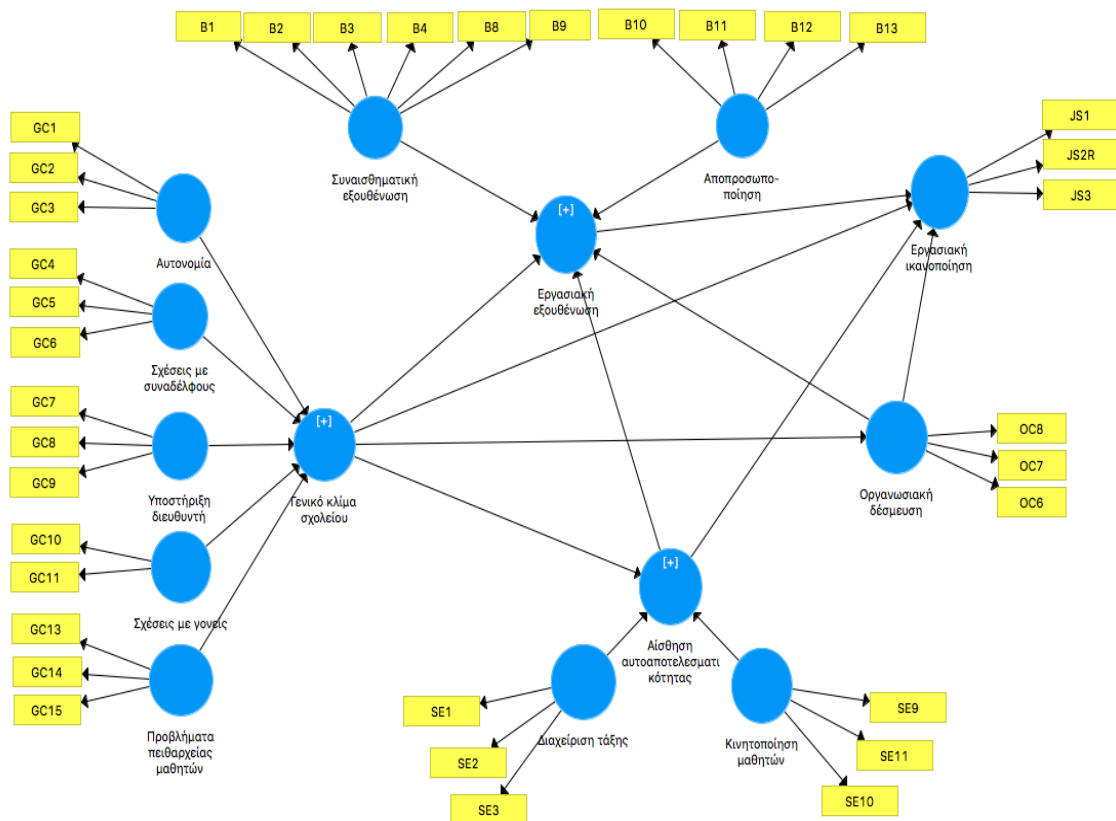 B1
B2
B3
B4
B8
B9
B10
B11
B12
B13
GC1
GC2
GC3
GC4
GC5
GC6
GC7
GC8
GC9
GC10
GC11
GC13
GC14
GC15
Αυτονομία
Σχέσεις με
συναδέλφους
Υποστήριξη
διευθυντή
Σχέσεις με γονείς
Προβλήματα
πειθαρχείας
μαθητών
Συναισθηματική
εξουθένωση
Αποπροσωπο-
ποίηση
[+]
Εργασιακή
εξουθένωση
[+]
Γενικό κλίμα
σχολείου
Εργασιακή
ικανοποίηση
JS1
JS2R
JS3
Οργανωσιακή
δέσμευση
OC8
OC7
OC6
[+]
Αίσθηση
αυτοαποτελεσματι
κότητας
Διαχείριση τάξης
Κινητοποίηση
μαθητών
SE1
SE2
SE3
SE9
SE11
SE10